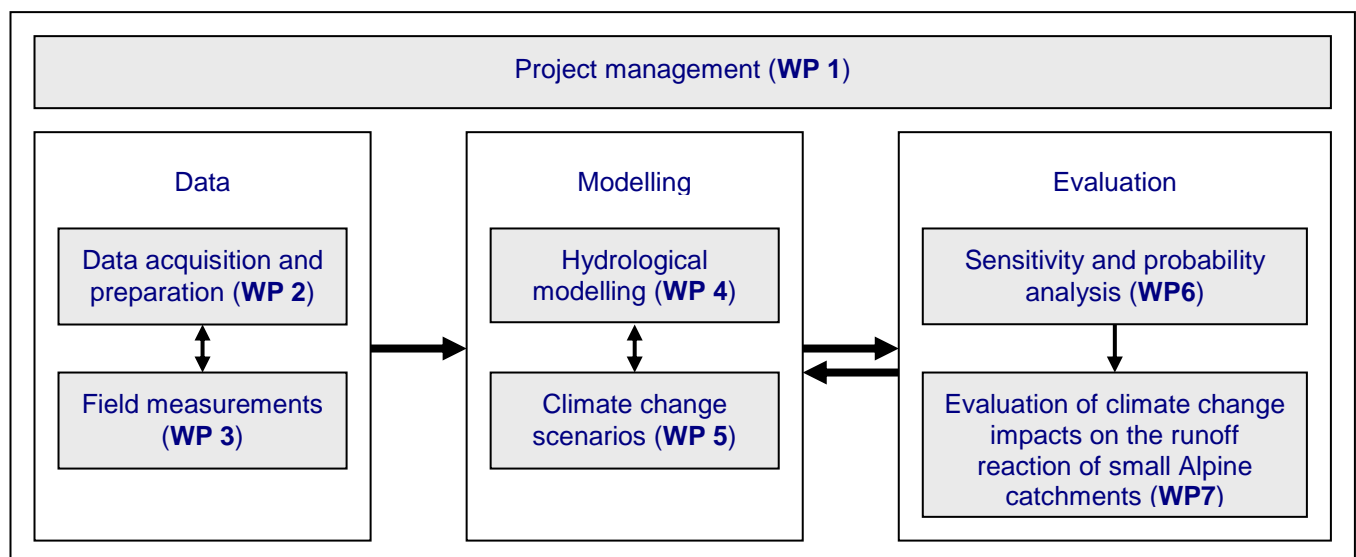 Project management (WP 1)
Data
Data acquisition and
preparation (WP 2)
Field measurements
(WP 3)
Modelling
Hydrological
modelling (WP 4)
Climate change
scenarios (WP 5)
Evaluation
Sensitivity and probability
analysis (WP6)
Evaluation of climate change
impacts on the runoff
reaction of small Alpine
catchments (WP7)